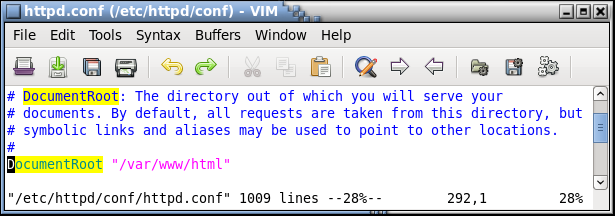 httpd.conf (/etc/httpd/conf) - VIM
File Edit Tools Syntax Buffers Window Help
# DocumentRoot: The directory out of which you will serve your
# documents. By default, all requests are taken from this directory, but
# symbolic links and aliases may be used to point to other locations.
#
DocumentRoot "/var/www/html"
"/etc/httpd/conf/httpd.conf" 1009 lines --28%-- 292,1 28%